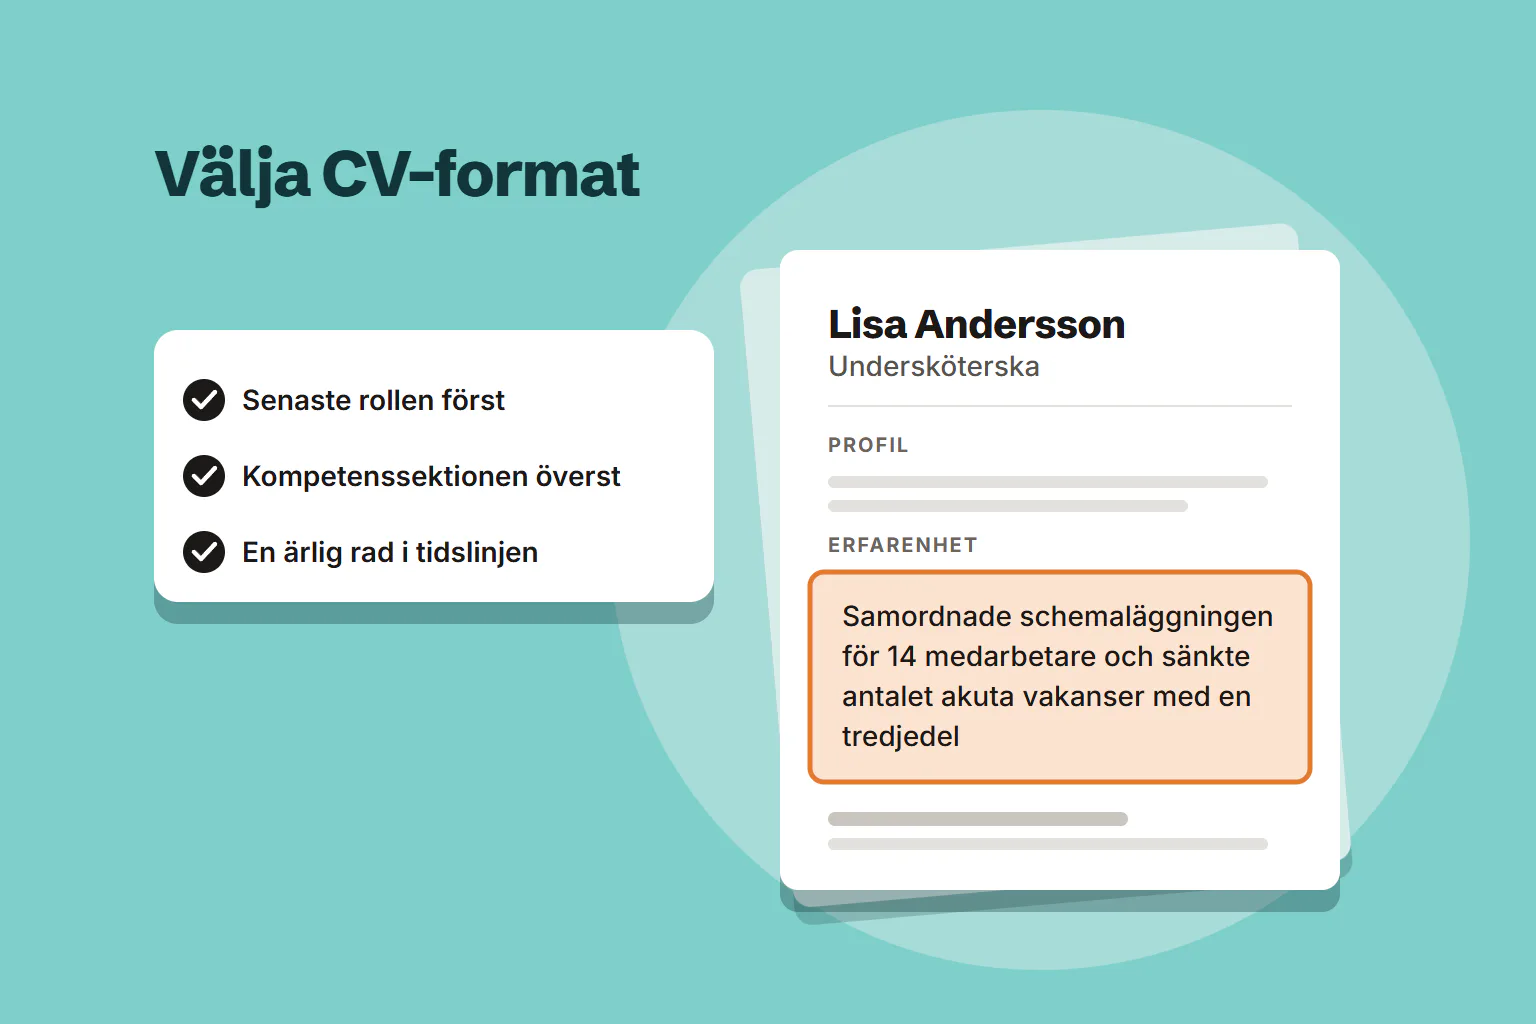 Välja CV-format
Senaste rollen först
Kompetenssektionen överst
En ärlig rad i tidslinjen
Lisa Andersson
Undersköterska
PROFIL
ERFARENHET
Samordnade schemaläggningen
för 14 medarbetare och sänkte
antalet akuta vakanser med en
tredjedel